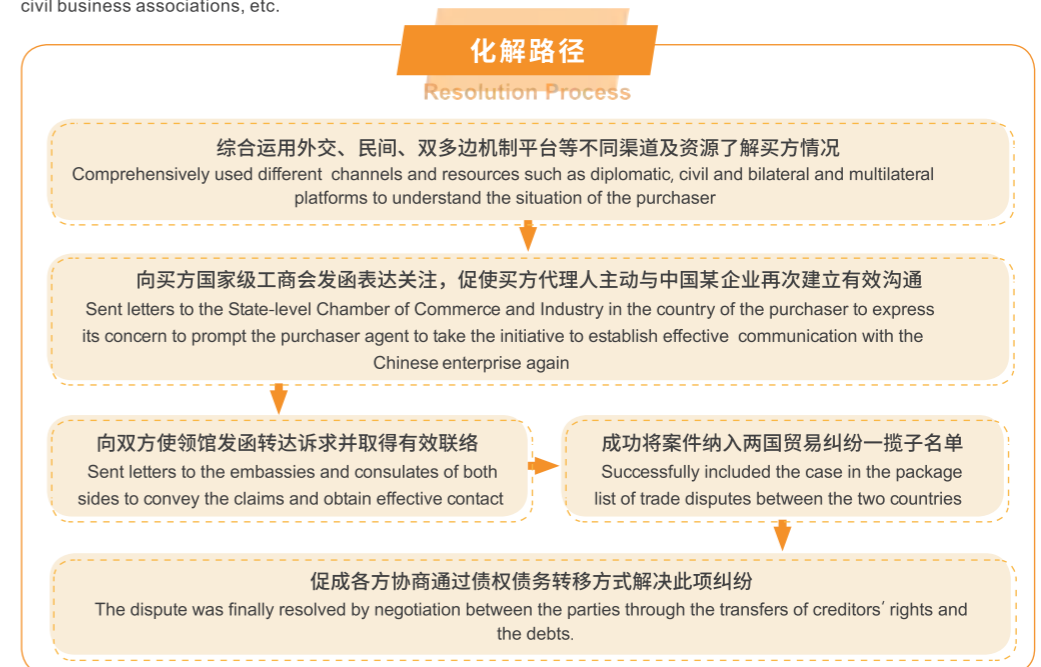 civil business associations, etc.
化解路径
Resolution Process
综合运用外交、民间、双多边机制平台等不同渠道及资源了解买方情况
Comprehensively used different channels and resources such as diplomatic, civil and bilateral and multilateral
platforms to understand the situation of the purchaser
向买方国家级工商会发函表达关注，促使买方代理人主动与中国某企业再次建立有效沟通
Sent letters to the State-level Chamber of Commerce and Industry in the country of the purchaser to express
its concern to prompt the purchaser agent to take the initiative to establish effective communication with the
Chinese enterprise again
向双方使领馆发函转达诉求并取得有效联络
Sent letters to the embassies and consulates of both
sides to convey the claims and obtain effective contact
成功将案件纳入两国贸易纠纷一揽子名单
Successfully included the case in the package
list of trade disputes between the two countries
促成各方协商通过债权债务转移方式解决此项纠纷
The dispute was finally resolved by negotiation between the parties through the transfers of creditors′ rights and
the debts.